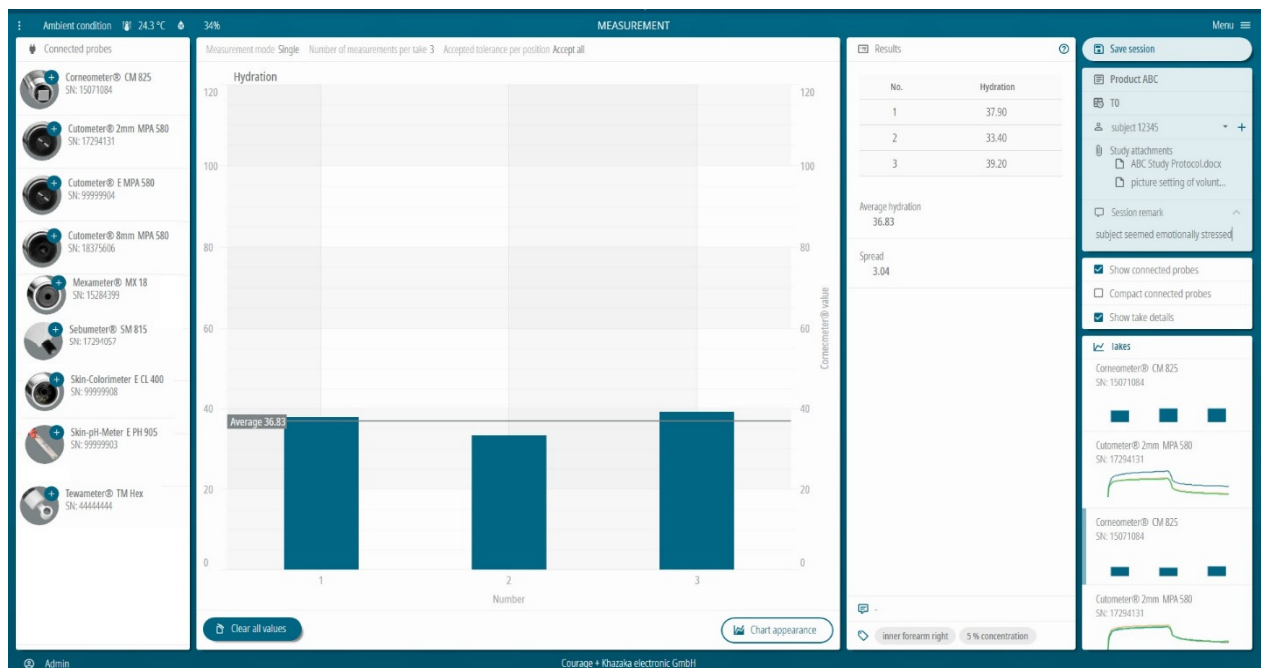 Ambient condition 24.3 °C 34%
MEASUREMENT
Menu
Connected probes
Corneometer® CM 825
SN: 15071084
Cutometer® 2mm MPA 580
SN: 17294131
Cutometer® E MPA 580
SN: 99999904
Cutometer® 8mm MPA 580
SN: 18375606
Mexameter® MX 18
SN: 15284399
Sebumeter® SM 815
SN: 17294057
Skin-Colorimeter E CL 400
SN: 99999908
Skin-pH-Meter E PH 905
SN: 99999903
Tewameter® TM Hex
SN: 44444444
Measurement mode Single Number of measurements per take 3 Accepted tolerance per position Accept all
Hydration
120 120
100 100
80 80
60 60
40 40
20 20
0 0
Average 36.83
Corneometer® value
1 2 3
Number
Clear all values
Chart appearance
Results
No. Hydration
1 37.90
2 33.40
3 39.20
Average hydration
36.83
Spread
3.04
-
inner forearm right 5 % concentration
Save session
Product ABC
T0
subject 12345
Study attachments
ABC Study Protocol.docx
picture setting of volunt...
Session remark
subject seemed emotionally stressed
Show connected probes
Compact connected probes
Show take details
Takes
Corneometer® CM 825
SN: 15071084
Cutometer® 2mm MPA 580
SN: 17294131
Corneometer® CM 825
SN: 15071084
Cutometer® 2mm MPA 580
SN: 17294131
Admin
Courage + Khazaka electronic GmbH